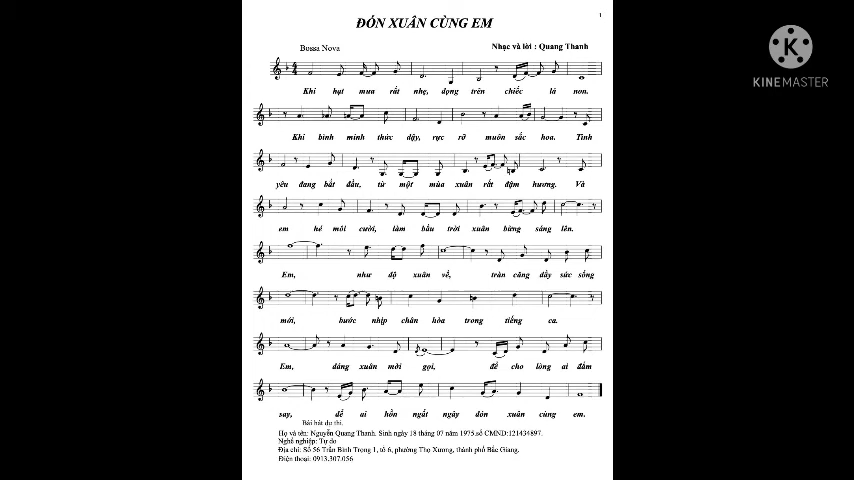 1
ĐÓN XUÂN CÙNG EM
Bossa Nova
Nhạc và lời : Quang Thanh
KINEMASTER
Khi hạt mưa rất nhẹ, đọng trên chiếc lá non.
Khi bình minh thức dậy, rực rỡ muôn sắc hoa. Tình
yêu đang bắt đầu, từ một mùa xuân rất đậm hương. Và
em hé môi cười, làm bầu trời xuân bừng sáng lên.
Em, như độ xuân về, tràn căng đầy sức sống
mới, bước nhịp chân hòa trong tiếng ca.
Em, dáng xuân mời gọi, để cho lòng ai đắm
say, để ai hồn ngất ngây đón xuân cùng em.
Bài hát dự thi.
Họ và tên: Nguyễn Quang Thanh. Sinh ngày 18 tháng 07 năm 1975.số CMND:121434897.
Nghề nghiệp: Tự do
Địa chỉ: Số 56 Trần Bình Trọng 1, tổ 6, phường Thọ Xương, thành phố Bắc Giang.
Điện thoại: 0913.307.056